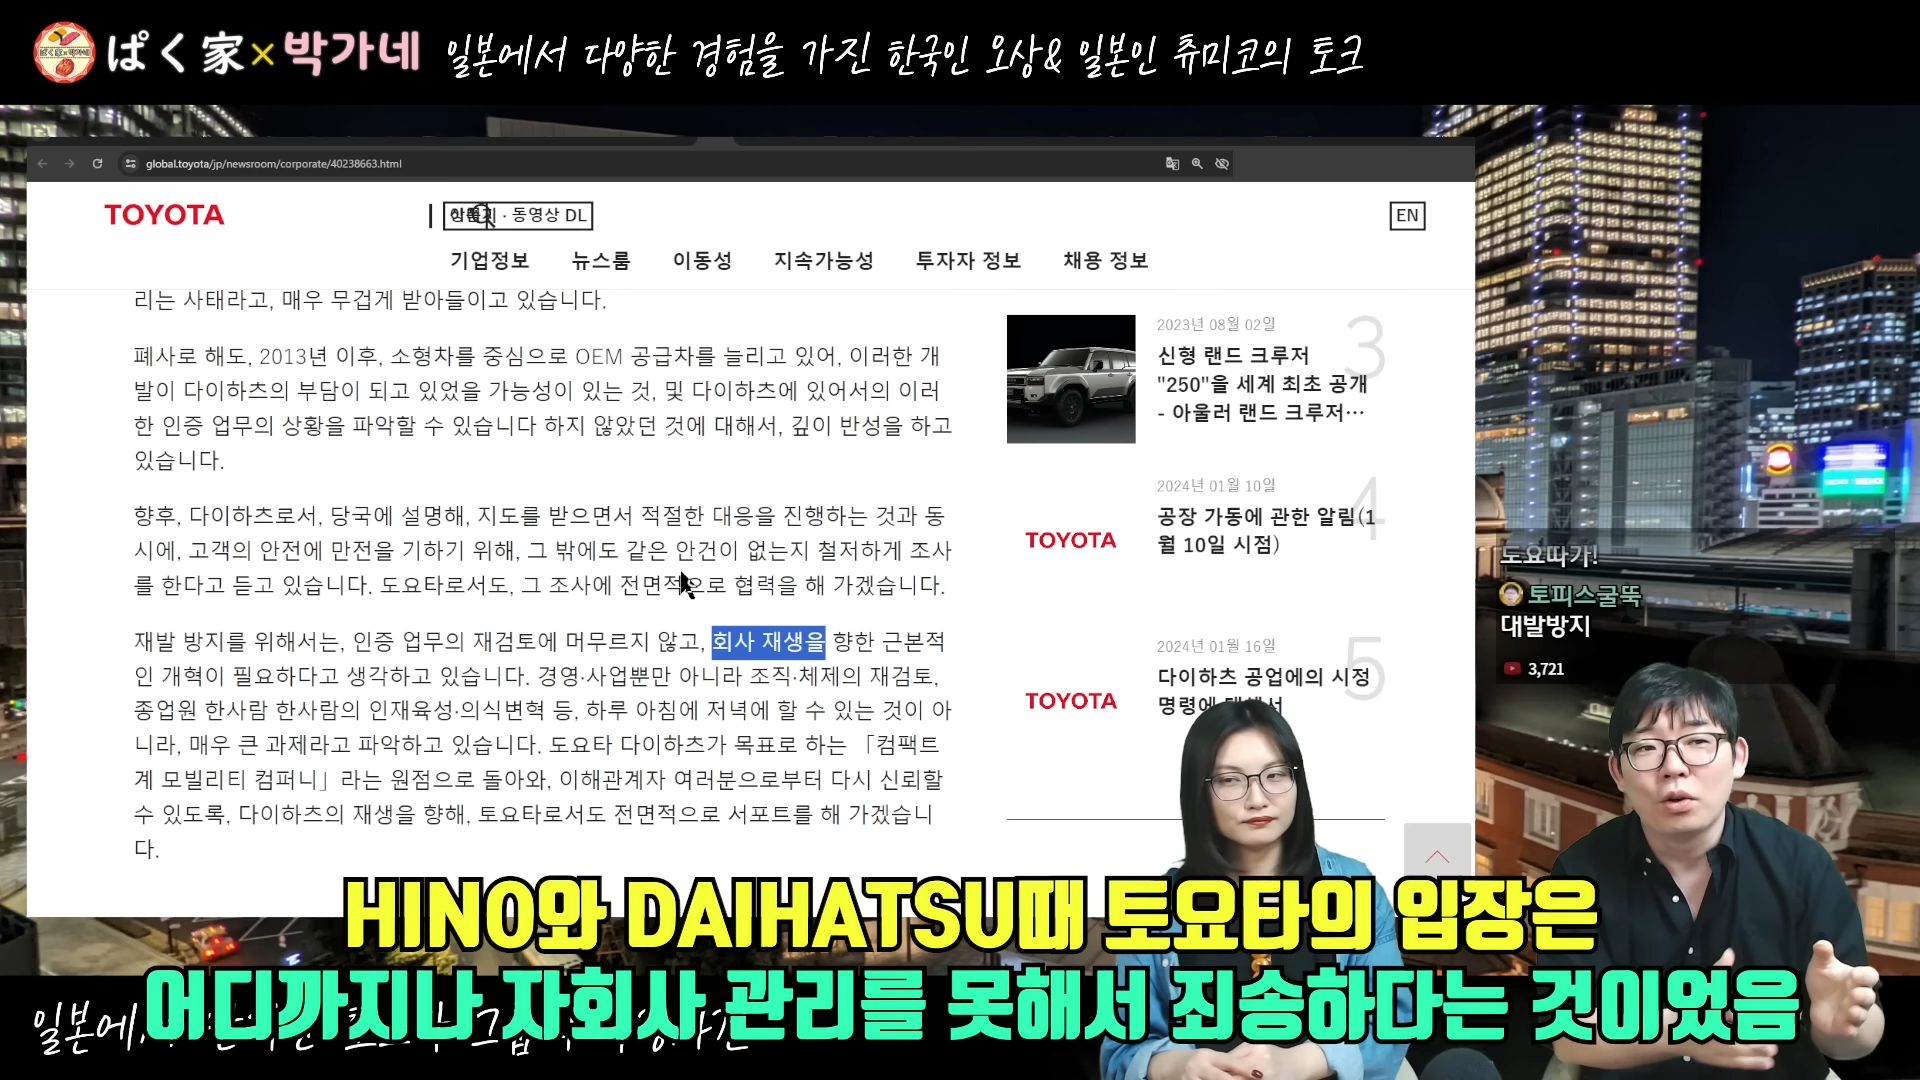 ぱく家×박가네 일본에서 다양한 경험을 가진 한국인 오상& 일본인 츄미코의 토크
global.toyota/jp/newsroom/corporate/40238663.html
TOYOTA
· 동영상 DL
EN
기업정보 뉴스룸 이동성 지속가능성 투자자 정보 채용 정보
리는 사태라고, 매우 무겁게 받아들이고 있습니다.
폐사로 해도, 2013년 이후, 소형차를 중심으로 OEM 공급차를 늘리고 있어, 이러한 개
발이 다이하츠의 부담이 되고 있었을 가능성이 있는 것, 및 다이하츠에 있어서의 이러
한 인증 업무의 상황을 파악할 수 있습니다 하지 않았던 것에 대해서, 깊이 반성을 하고
있습니다.
향후, 다이하츠로서, 당국에 설명해, 지도를 받으면서 적절한 대응을 진행하는 것과 동
시에, 고객의 안전에 만전을 기하기 위해, 그 밖에도 같은 안건이 없는지 철저하게 조사
를 한다고 듣고 있습니다. 도요타로서도, 그 조사에 전면적으로 협력을 해 가겠습니다.
재발 방지를 위해서는, 인증 업무의 재검토에 머무르지 않고, 회사 재생을 향한 근본적
인 개혁이 필요하다고 생각하고 있습니다. 경영·사업뿐만 아니라 조직·체제의 재검토,
종업원 한사람 한사람의 인재육성·의식변혁 등, 하루 아침에 저녁에 할 수 있는 것이 아
니라, 매우 큰 과제라고 파악하고 있습니다. 도요타 다이하츠가 목표로 하는 「컴팩트
계 모빌리티 컴퍼니」라는 원점으로 돌아와, 이해관계자 여러분으로부터 다시 신뢰할
수 있도록, 다이하츠의 재생을 향해, 토요타로서도 전면적으로 서포트를 해 가겠습니
다.
2023년 08월 02일
3
신형 랜드 크루저
"250"을 세계 최초 공개
- 아울러 랜드 크루저…
2024년 01월 10일
4
TOYOTA
공장 가동에 관한 알림(1
월 10일 시점)
2024년 01월 16일
5
TOYOTA
다이하츠 공업에의 시정
명령에
도요따가!
토피스굴뚝
대발방지
3,721
HINO와 DAIHATSU때 토요타의 입장은
어디까지나 자회사 관리를 못해서 죄송하다는 것이었음
일본에